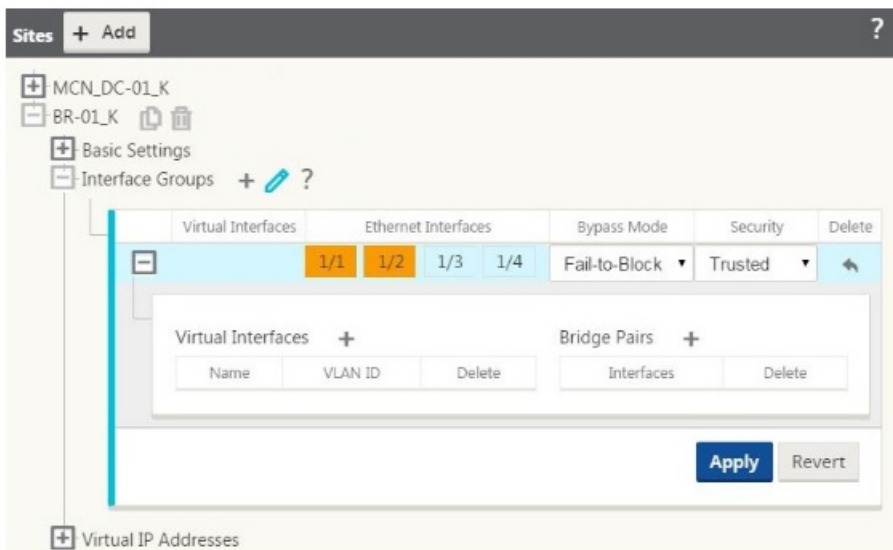 Sites + Add ?
MCN_DC-01_K
BR-01_K
Basic Settings
Interface Groups + ?
Virtual Interfaces Ethernet Interfaces Bypass Mode Security Delete
1/1 1/2 1/3 1/4 Fail-to-Block Trusted
Virtual Interfaces + Bridge Pairs +
Name VLAN ID Delete Interfaces Delete
Apply Revert
Virtual IP Addresses